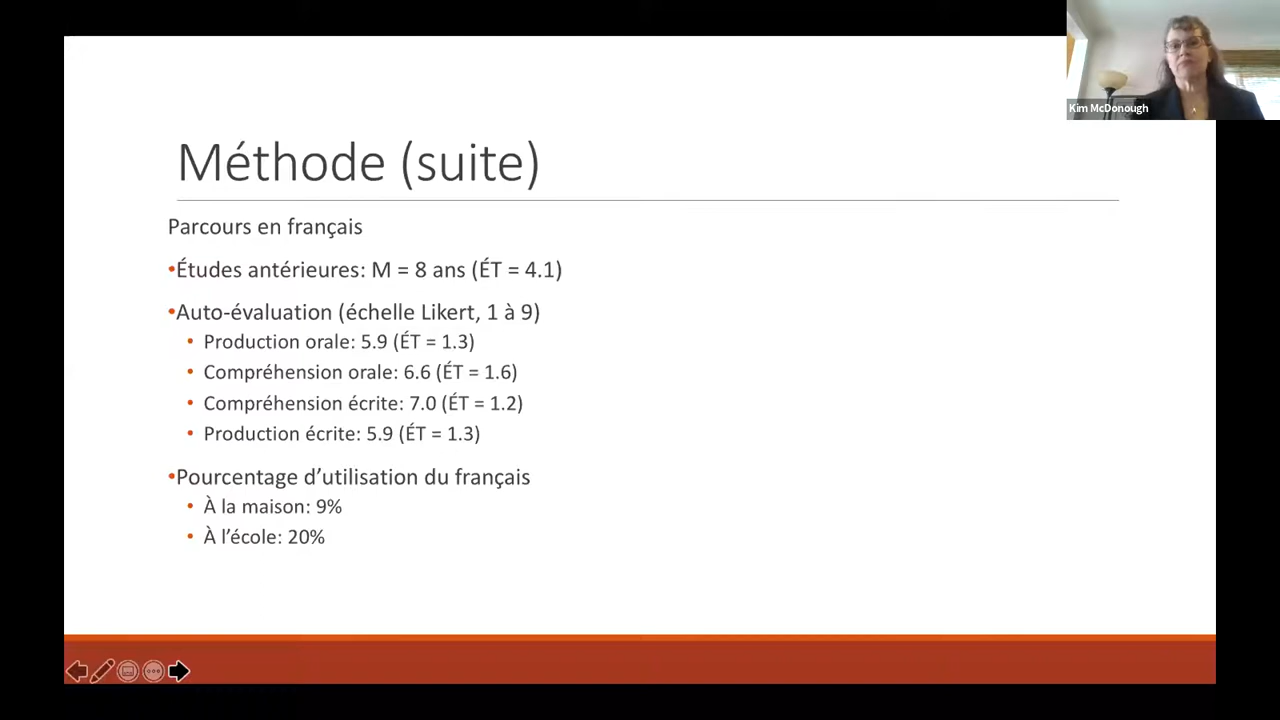 Kim McDonough
Méthode (suite)
Parcours en français
•Études antérieures: M = 8 ans (ÉT = 4.1)
•Auto-évaluation (échelle Likert, 1 à 9)
• Production orale: 5.9 (ÉT = 1.3)
• Compréhension orale: 6.6 (ÉT = 1.6)
• Compréhension écrite: 7.0 (ÉT = 1.2)
• Production écrite: 5.9 (ÉT = 1.3)
•Pourcentage d’utilisation du français
• À la maison: 9%
• À l’école: 20%